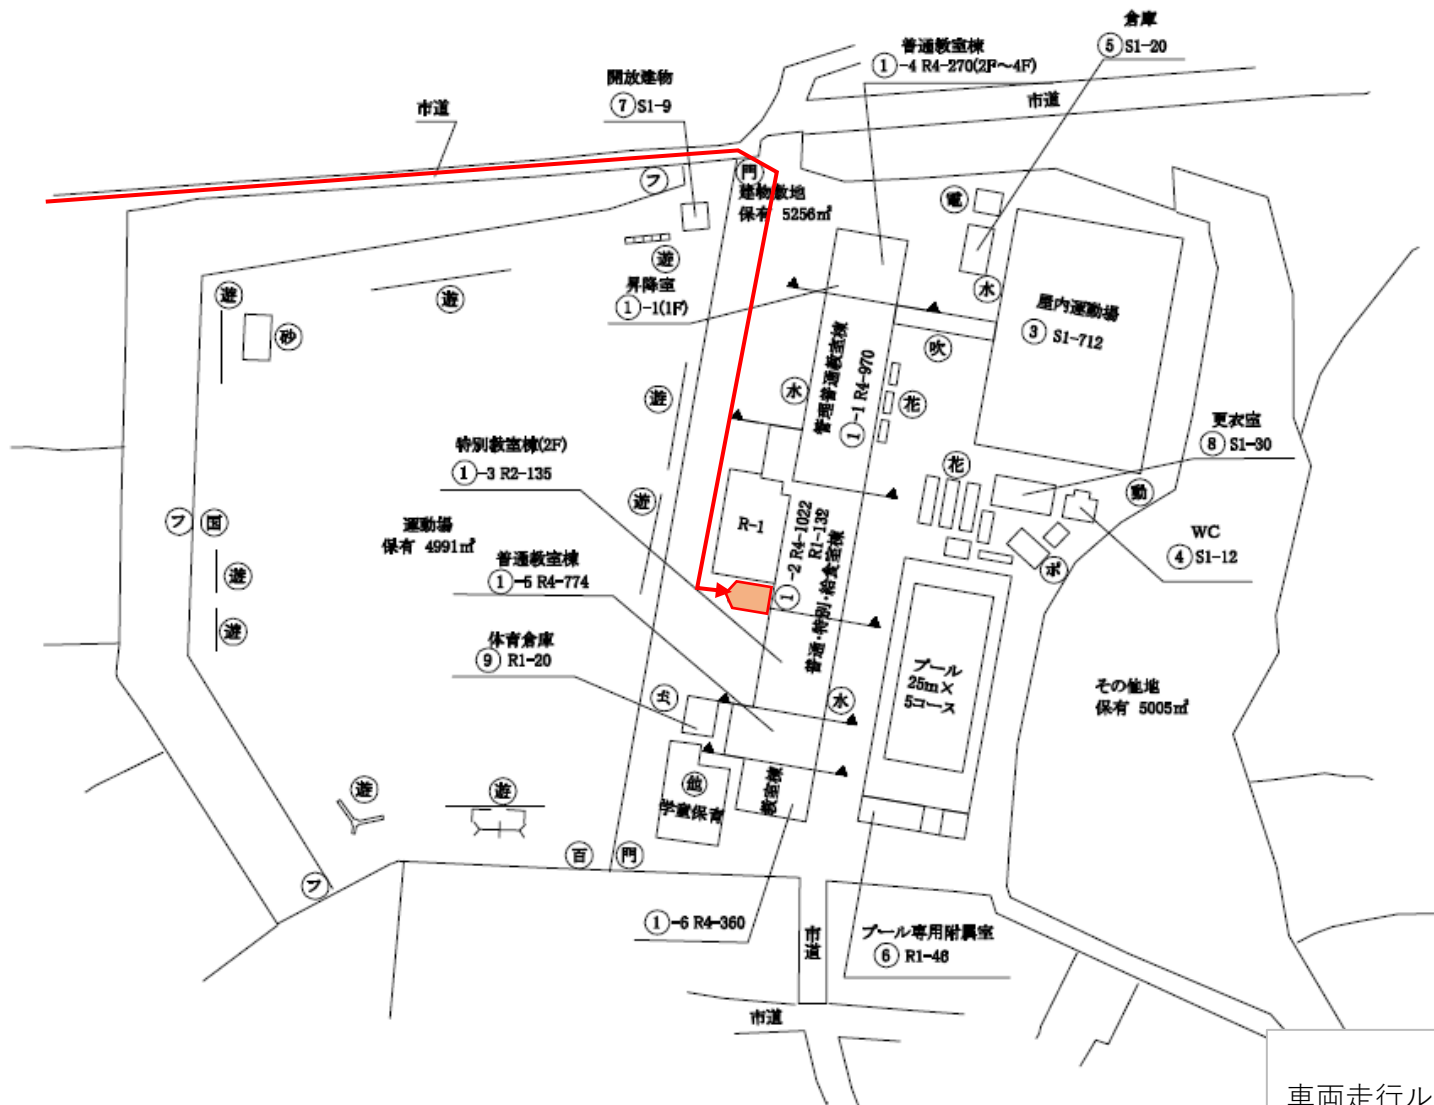 倉庫
⑤ S1-20
普通教室棟
①-4 R4-270(2F～4F)
開放建物
⑦ S1-9
市道
市道
フ
門
建物敷地
保有 5256㎡
電
遊
昇降室
①-1(1F)
遊
遊
砂
水
屋内運動場
③ S1-712
吹
管理普通教室棟
①-1 R4-970
水
花
遊
更衣室
⑧ S1-30
特別教室棟(2F)
①-3 R2-135
花
動
遊
フ
国
運動場
保有 4991㎡
R-1
①-2 R4-1022
R1-132
普通・特別・給食室棟
WC
④ S1-12
ポ
普通教室棟
①-5 R4-774
遊
遊
体育倉庫
⑨ R1-20
プール
25m×
5コース
その他地
保有 5005㎡
水
他
学童保育
教室棟
遊
遊
百
門
フ
①-6 R4-360
市道
プール専用附属室
⑥ R1-46
市道
車両走行ル